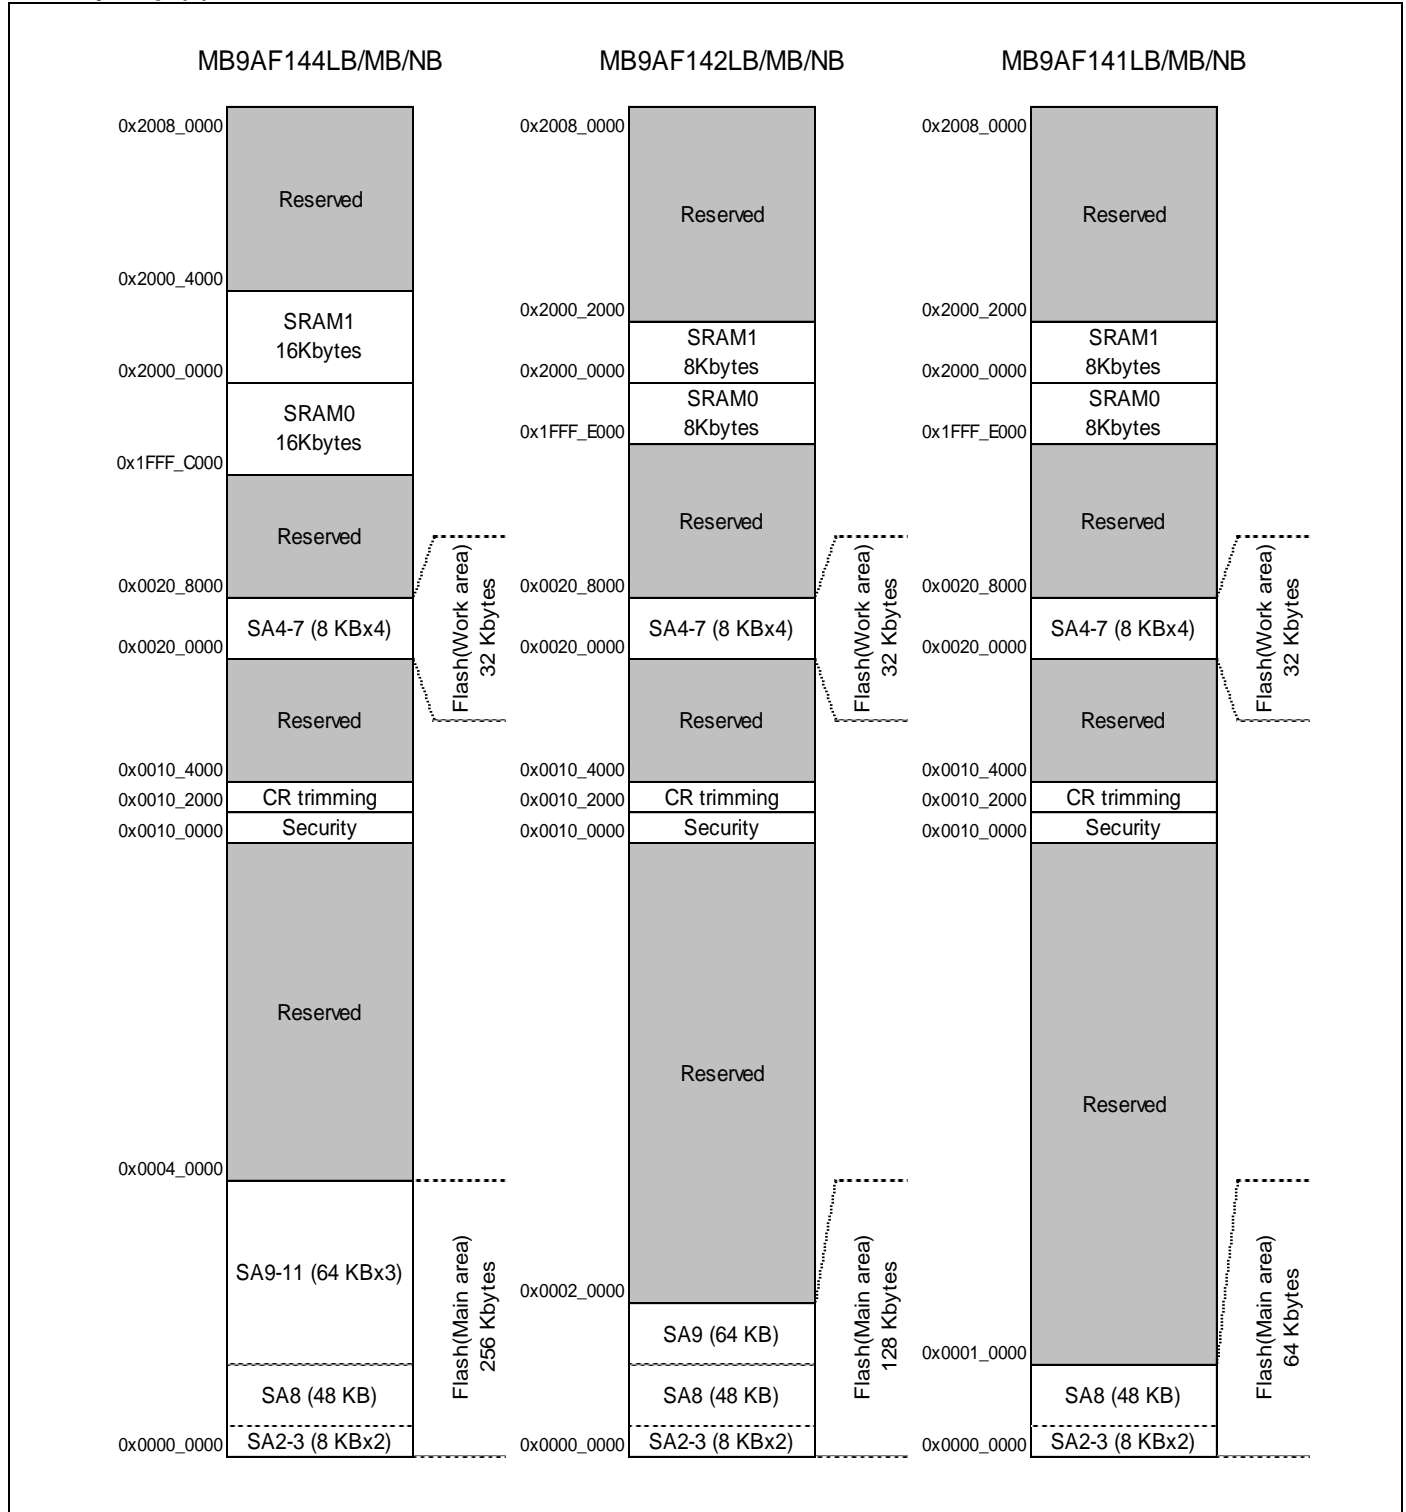 MB9AF144LB/MB/NB
0x2008_0000
Reserved
0x2000_4000
SRAM1
16Kbytes
0x2000_0000
SRAM0
16Kbytes
0x1FFF_C000
Reserved
0x0020_8000
SA4-7 (8 KBx4)
0x0020_0000
Flash(Work area)
32 Kbytes
Reserved
0x0010_4000
CR trimming
0x0010_2000
Security
0x0010_0000
Reserved
0x0004_0000
SA9-11 (64 KBx3)
Flash(Main area)
256 Kbytes
SA8 (48 KB)
SA2-3 (8 KBx2)
0x0000_0000
MB9AF142LB/MB/NB
0x2008_0000
Reserved
0x2000_2000
SRAM1
8Kbytes
0x2000_0000
SRAM0
8Kbytes
0x1FFF_E000
Reserved
0x0020_8000
SA4-7 (8 KBx4)
0x0020_0000
Flash(Work area)
32 Kbytes
Reserved
0x0010_4000
CR trimming
0x0010_2000
Security
0x0010_0000
Reserved
0x0002_0000
SA9 (64 KB)
Flash(Main area)
128 Kbytes
SA8 (48 KB)
SA2-3 (8 KBx2)
0x0000_0000
MB9AF141LB/MB/NB
0x2008_0000
Reserved
0x2000_2000
SRAM1
8Kbytes
0x2000_0000
SRAM0
8Kbytes
0x1FFF_E000
Reserved
0x0020_8000
SA4-7 (8 KBx4)
0x0020_0000
Flash(Work area)
32 Kbytes
Reserved
0x0010_4000
CR trimming
0x0010_2000
Security
0x0010_0000
Reserved
0x0001_0000
Flash(Main area)
64 Kbytes
SA8 (48 KB)
SA2-3 (8 KBx2)
0x0000_0000